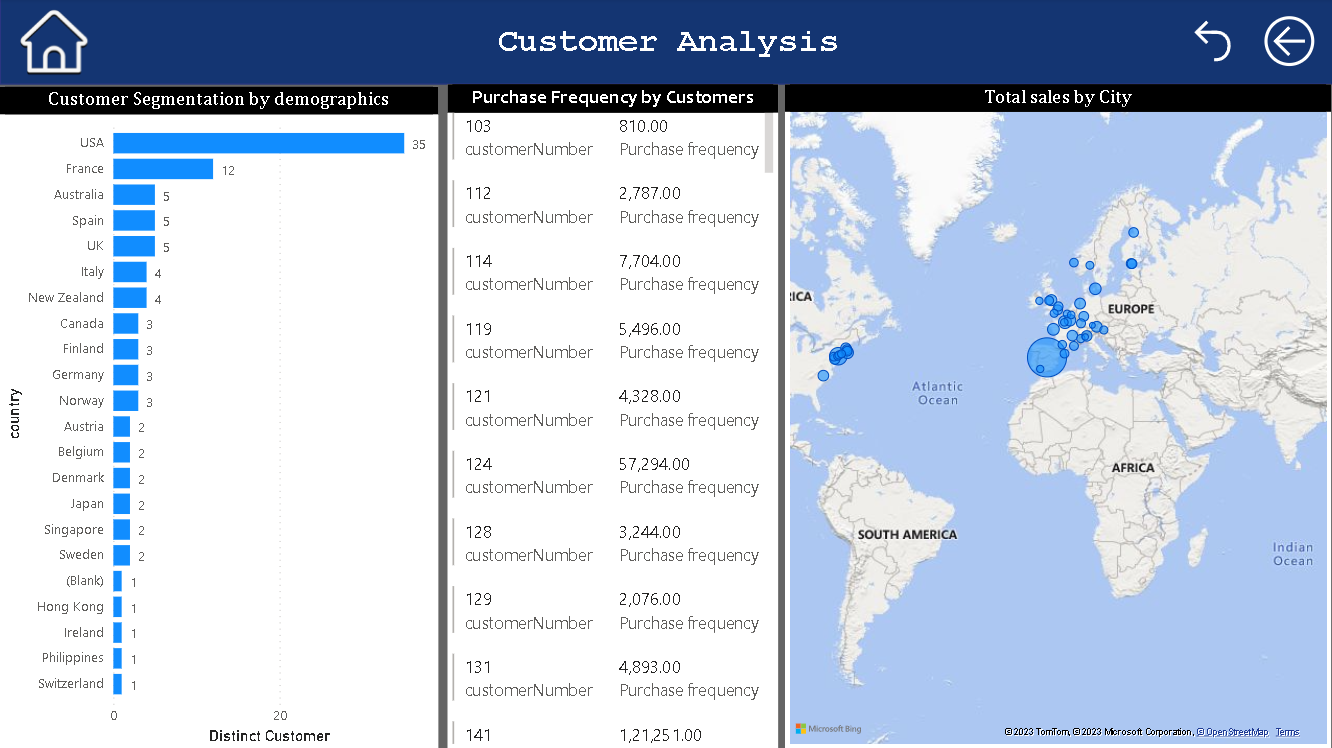 Customer Analysis
Customer Segmentation by demographics
USA 35
France 12
Australia 5
Spain 5
UK 5
Italy 4
New Zealand 4
Canada 3
Finland 3
Germany 3
Norway 3
Austria 2
Belgium 2
Denmark 2
Japan 2
Singapore 2
Sweden 2
(Blank) 1
Hong Kong 1
Ireland 1
Philippines 1
Switzerland 1
country
0 20
Distinct Customer
Purchase Frequency by Customers
103 810.00
customerNumber Purchase frequency
112 2,787.00
customerNumber Purchase frequency
114 7,704.00
customerNumber Purchase frequency
119 5,496.00
customerNumber Purchase frequency
121 4,328.00
customerNumber Purchase frequency
124 57,294.00
customerNumber Purchase frequency
128 3,244.00
customerNumber Purchase frequency
129 2,076.00
customerNumber Purchase frequency
131 4,893.00
customerNumber Purchase frequency
141 1,21,251.00
Total sales by City
RICA
EUROPE
Atlantic
Ocean
AFRICA
SOUTH AMERICA
Indian
Ocean
Microsoft Bing
© 2023 TomTom, © 2023 Microsoft Corporation, © OpenStreetMap Terms